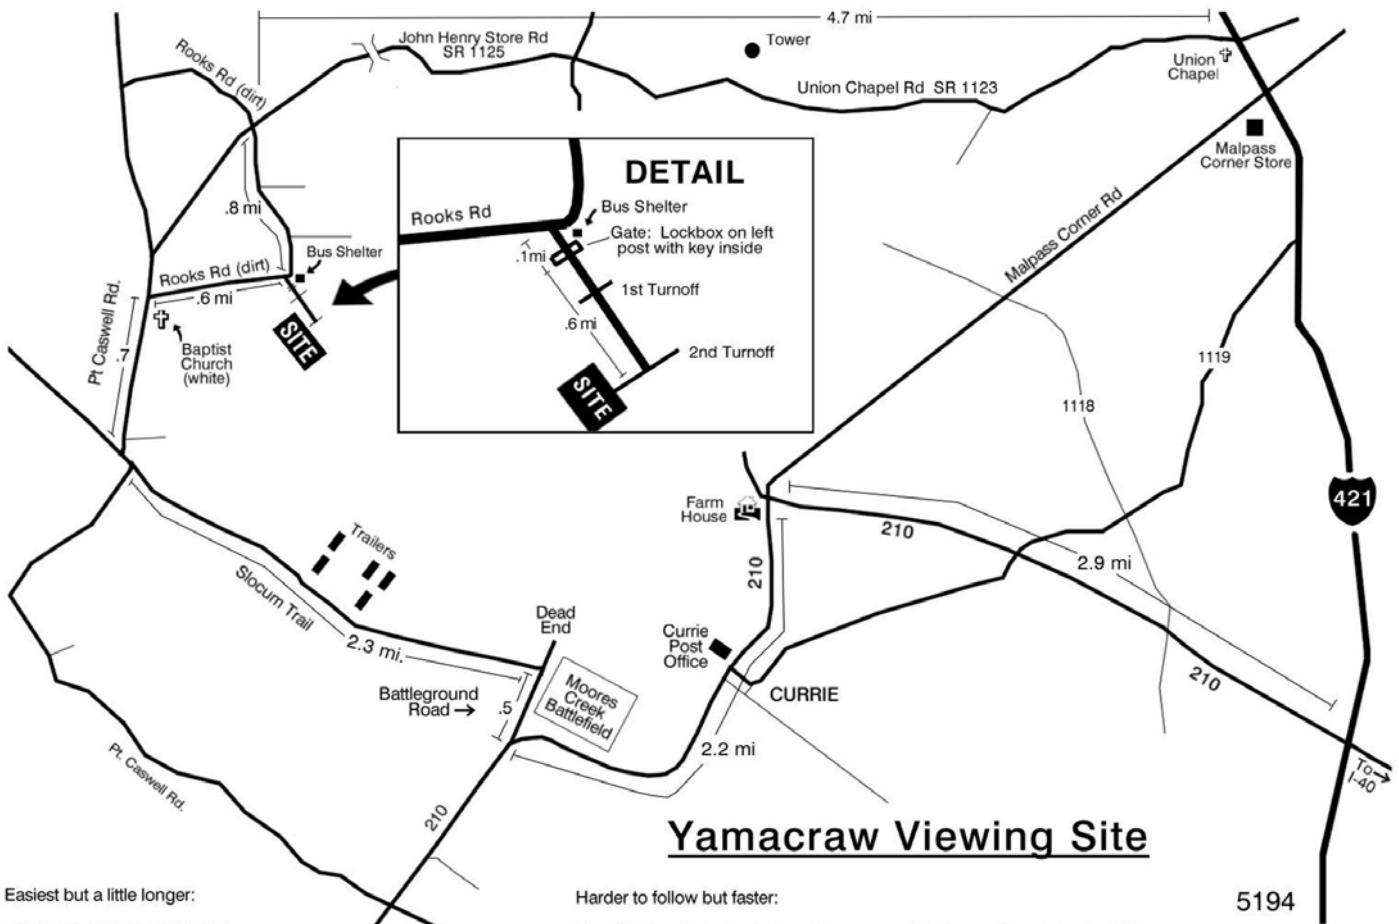 4.7 mi
John Henry Store Rd
SR 1125
Tower
Rooks Rd (dirt)
Union
Chapel
Union Chapel Rd SR 1123
Malpass
Corner Store
DETAIL
Rooks Rd
Bus Shelter
Gate: Lockbox on left
post with key inside
.1mi
1st Turnoff
.6 mi
2nd Turnoff
SITE
.8 mi
Bus Shelter
Rooks Rd (dirt)
.6 mi
SITE
Pt Caswell Rd.
.7
Baptist
Church
(white)
Malpass Corner Rd
1119
1118
421
Farm
House
210
210
2.9 mi
Trailers
Slocum Trail
2.3 mi.
Dead
End
Currie
Post
Office
CURRIE
Moores
Creek
Battlefield
Battleground
Road
.5
2.2 mi
210
To
I-40
Pt. Caswell Rd.
210
Yamacraw Viewing Site
Easiest but a little longer:
Harder to follow but faster:
5194